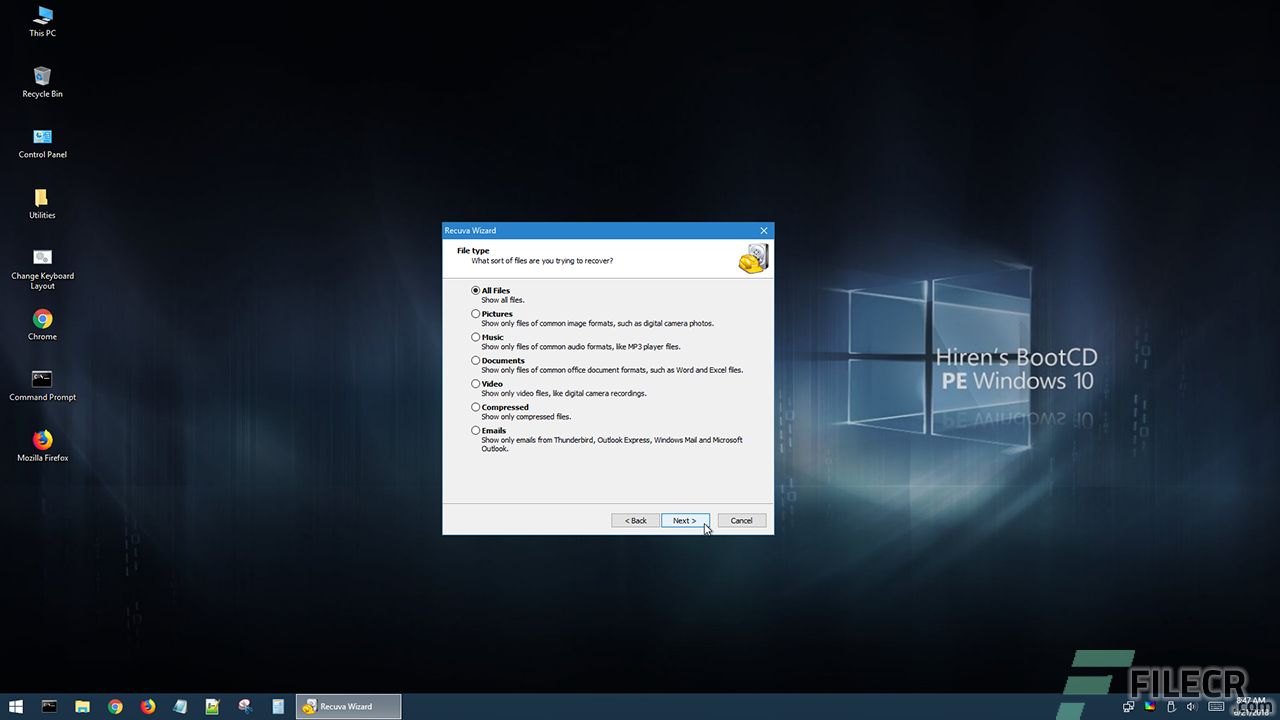 This PC
Recycle Bin
Control Panel
Utilities
Change Keyboard
Layout
Chrome
Command Prompt
Mozilla Firefox
Recuva Wizard
File type
What sort of files are you trying to recover?
All Files
Show all files.
Pictures
Show only files of common image formats, such as digital camera photos.
Music
Show only files of common audio formats, like MP3 player files.
Documents
Show only files of common office document formats, such as Word and Excel files.
Video
Show only video files, like digital camera recordings.
Compressed
Show only compressed files.
Emails
Show only emails from Thunderbird, Outlook Express, Windows Mail and Microsoft
Outlook.
< Back
Next >
Cancel
Hiren's BootCD
PE Windows 10
Recuva Wizard
FILECR
.com
8:47 AM